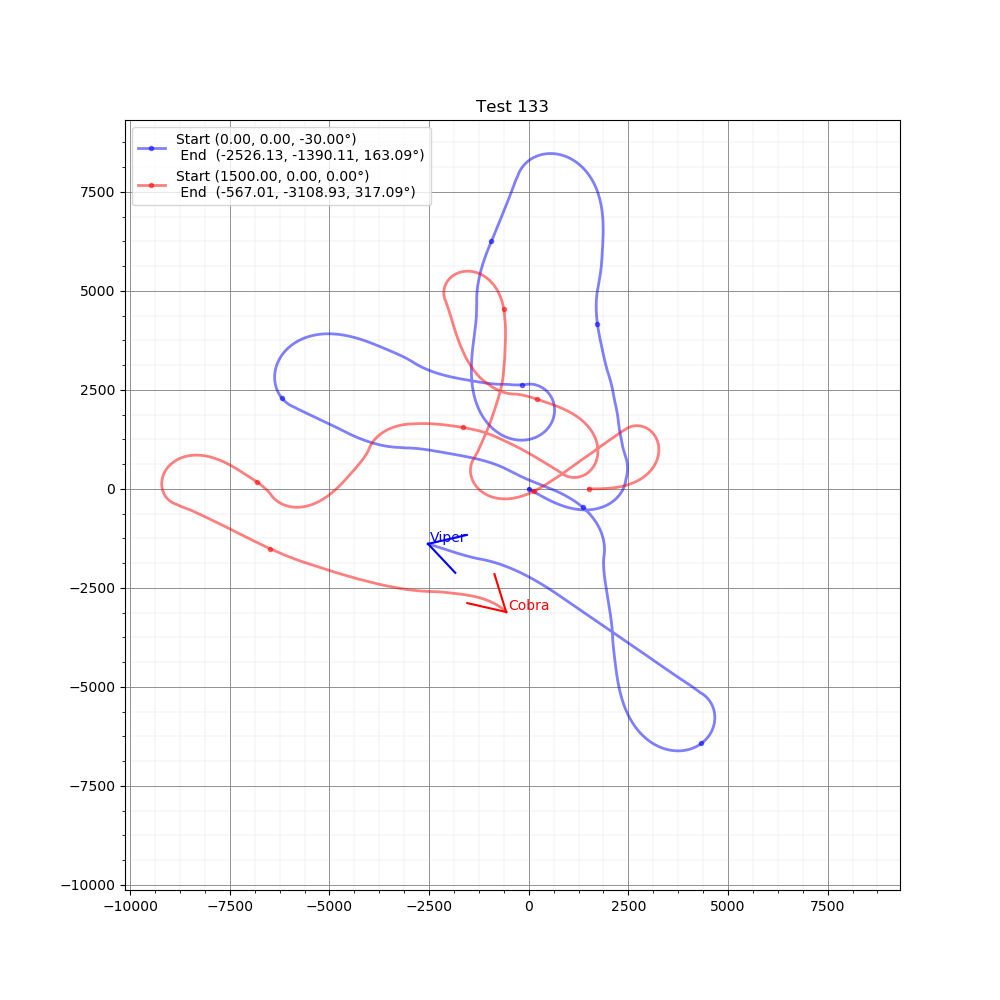 Test 133
Start (0.00, 0.00, -30.00°)
End (-2526.13, -1390.11, 163.09°)
Start (1500.00, 0.00, 0.00°)
End (-567.01, -3108.93, 317.09°)
7500
5000
2500
0
−2500
−5000
−7500
−10000
Viper
Cobra
−10000 −7500 −5000 −2500 0 2500 5000 7500